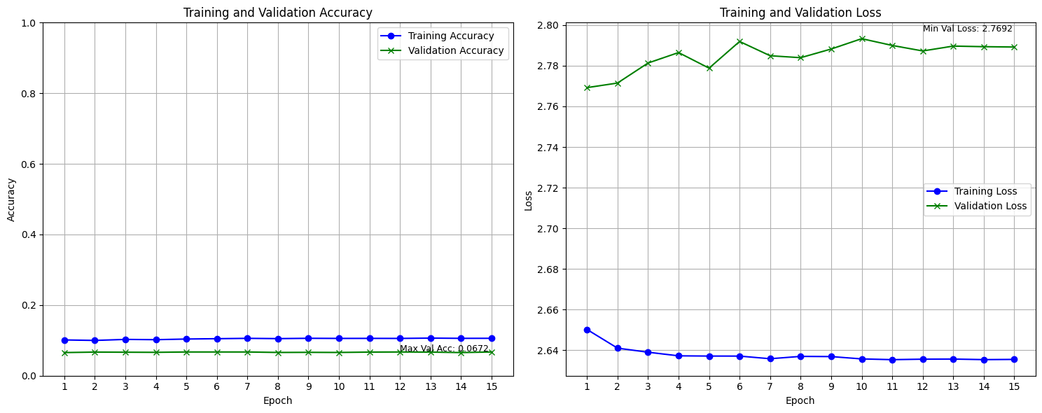 Training and Validation Accuracy
Training Accuracy
Validation Accuracy
Max Val Acc: 0.0672
Accuracy
1.0
0.8
0.6
0.4
0.2
0.0
1 2 3 4 5 6 7 8 9 10 11 12 13 14 15
Epoch
Training and Validation Loss
Min Val Loss: 2.7692
Training Loss
Validation Loss
Loss
2.80
2.78
2.76
2.74
2.72
2.70
2.68
2.66
2.64
1 2 3 4 5 6 7 8 9 10 11 12 13 14 15
Epoch